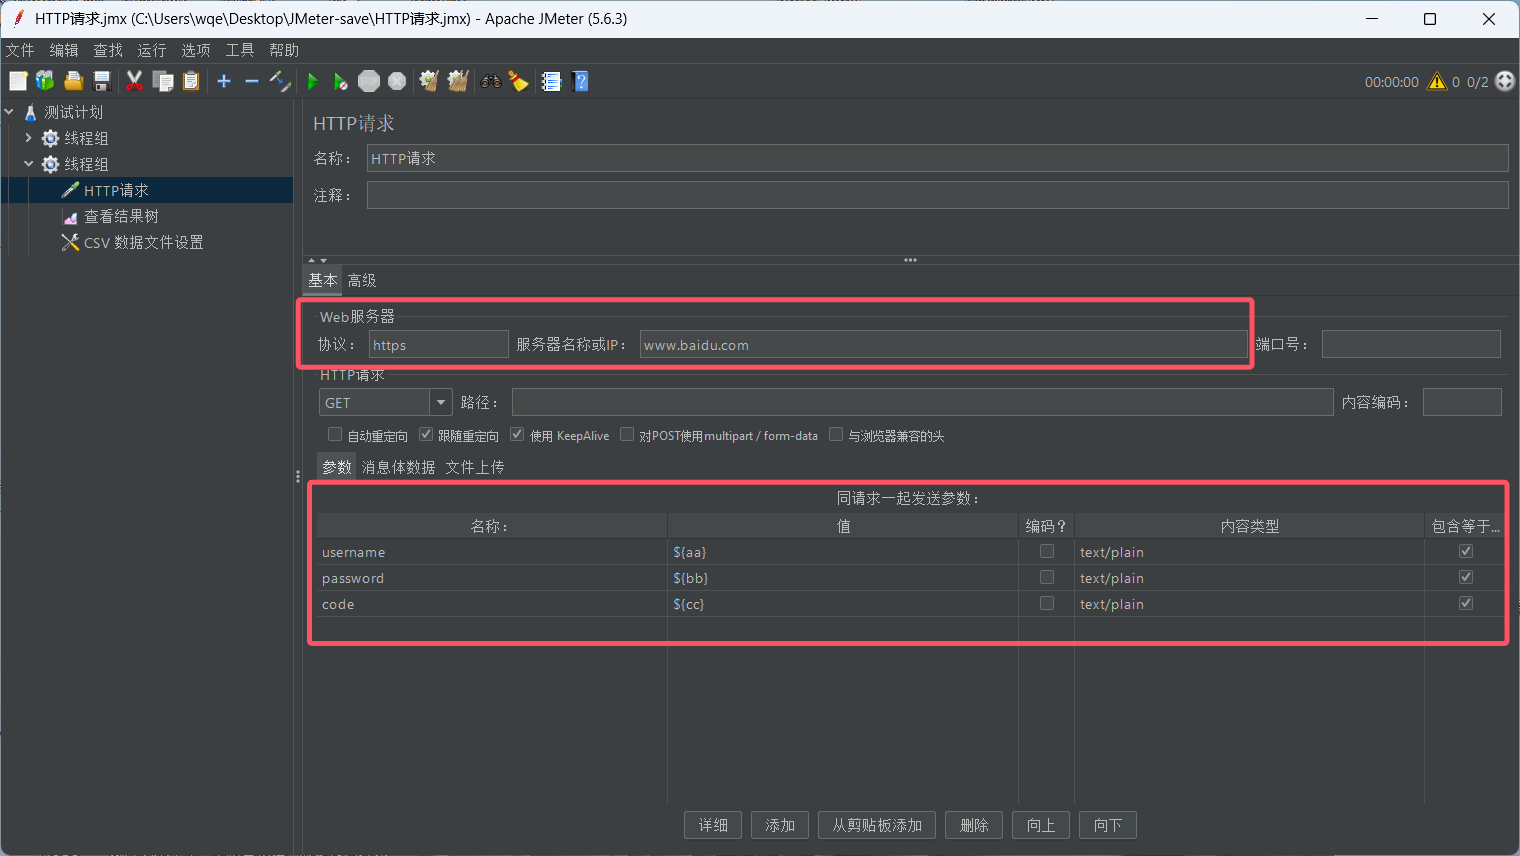 HTTP请求.jmx (C:\Users\wqe\Desktop\JMeter-save\HTTP请求.jmx) - Apache JMeter (5.6.3)
文件 编辑 查找 运行 选项 工具 帮助
00:00:00 0 0/2
测试计划
线程组
线程组
HTTP请求
查看结果树
CSV 数据文件设置
HTTP请求
名称： HTTP请求
注释：
基本 高级
Web服务器
协议： https 服务器名称或IP： www.baidu.com 端口号：
HTTP请求
GET 路径： 内容编码：
自动重定向 跟随重定向 使用 KeepAlive 对POST使用multipart / form-data 与浏览器兼容的头
参数 消息体数据 文件上传
同请求一起发送参数：
名称： 值 编码？ 内容类型 包含等于...
username ${aa} text/plain
password ${bb} text/plain
code ${cc} text/plain
详细 添加 从剪贴板添加 删除 向上 向下